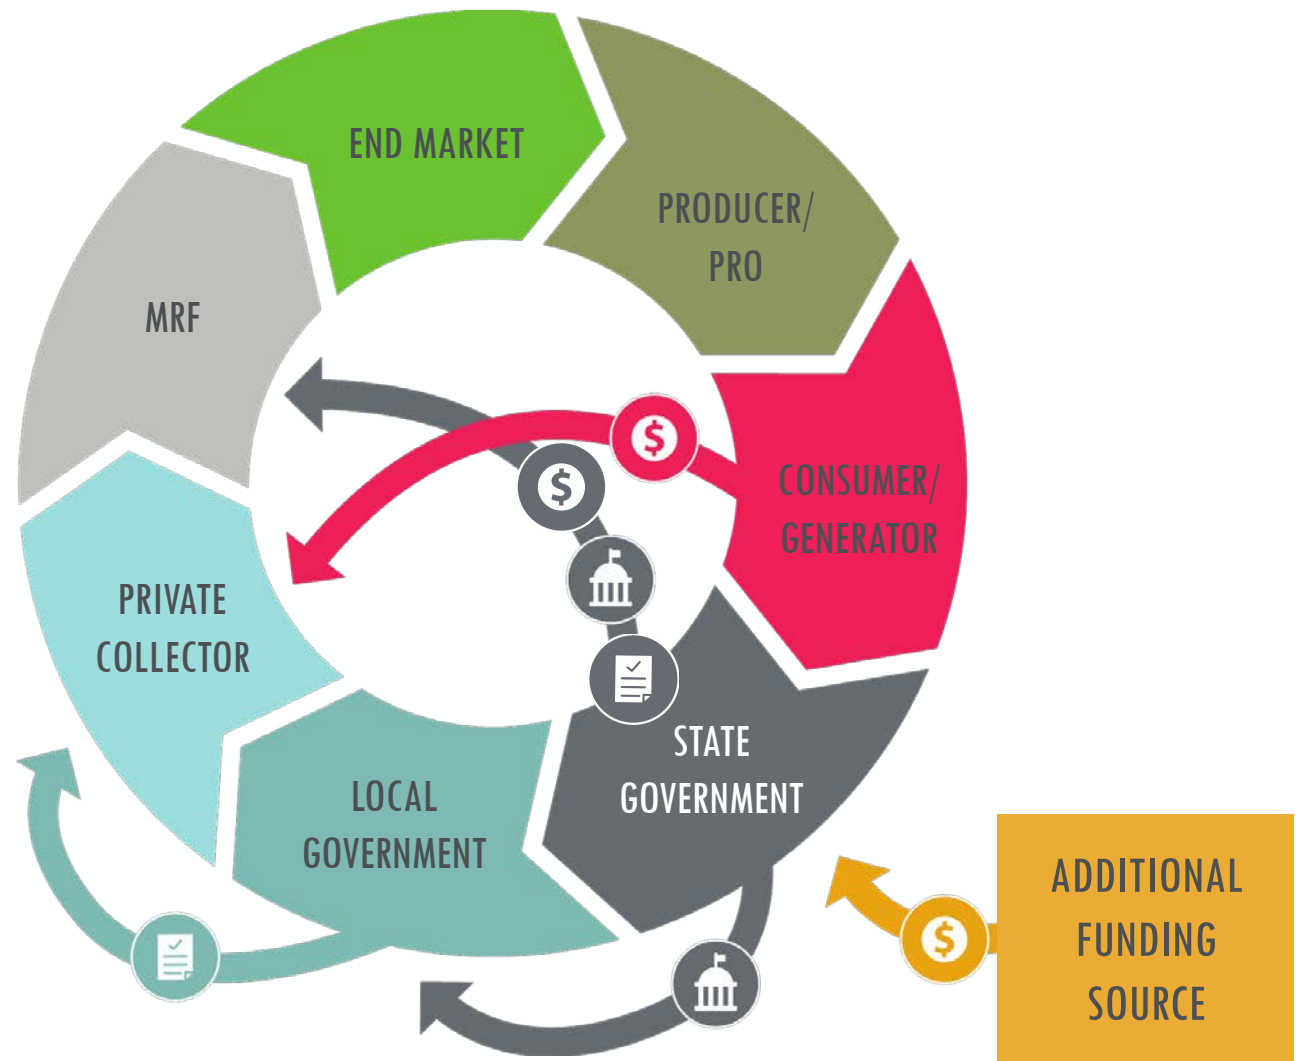 END MARKET
PRODUCER/
PRO
MRF
$
CONSUMER/
GENERATOR
$
PRIVATE
COLLECTOR
STATE
GOVERNMENT
LOCAL
GOVERNMENT
ADDITIONAL
FUNDING
SOURCE
$